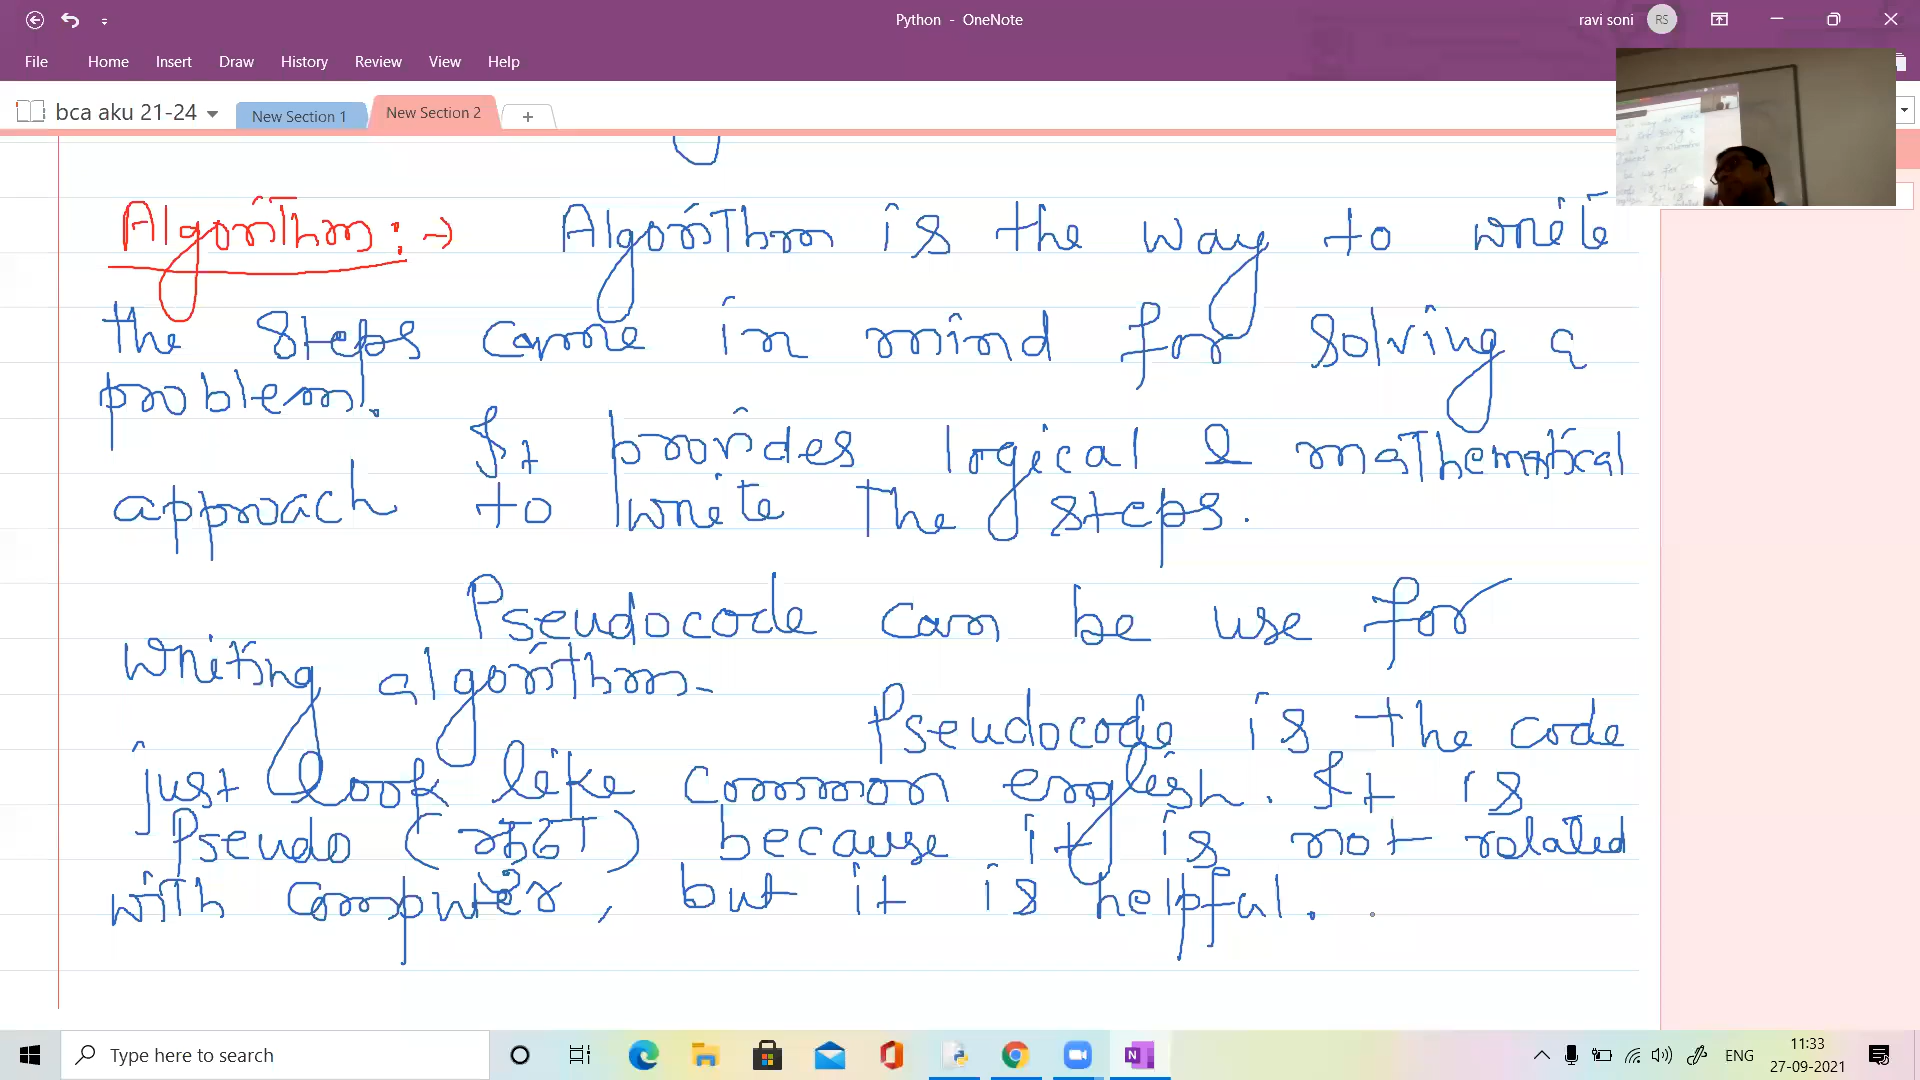 Python - OneNote
ravi soni RS
File Home Insert Draw History Review View Help
bca aku 21-24 New Section 1 New Section 2 +
Algorithm :→ Algorithm is the way to write
the steps came in mind for solving a
problem.
It provides logical & mathematical
approach to write the steps.
Pseudocode can be use for
writing algorithm.
Pseudocode is the code
just look like common english. It is
Pseudo ( ) because it is not related
with computer, but it is helpful.
Type here to search
ENG 11:33
27-09-2021